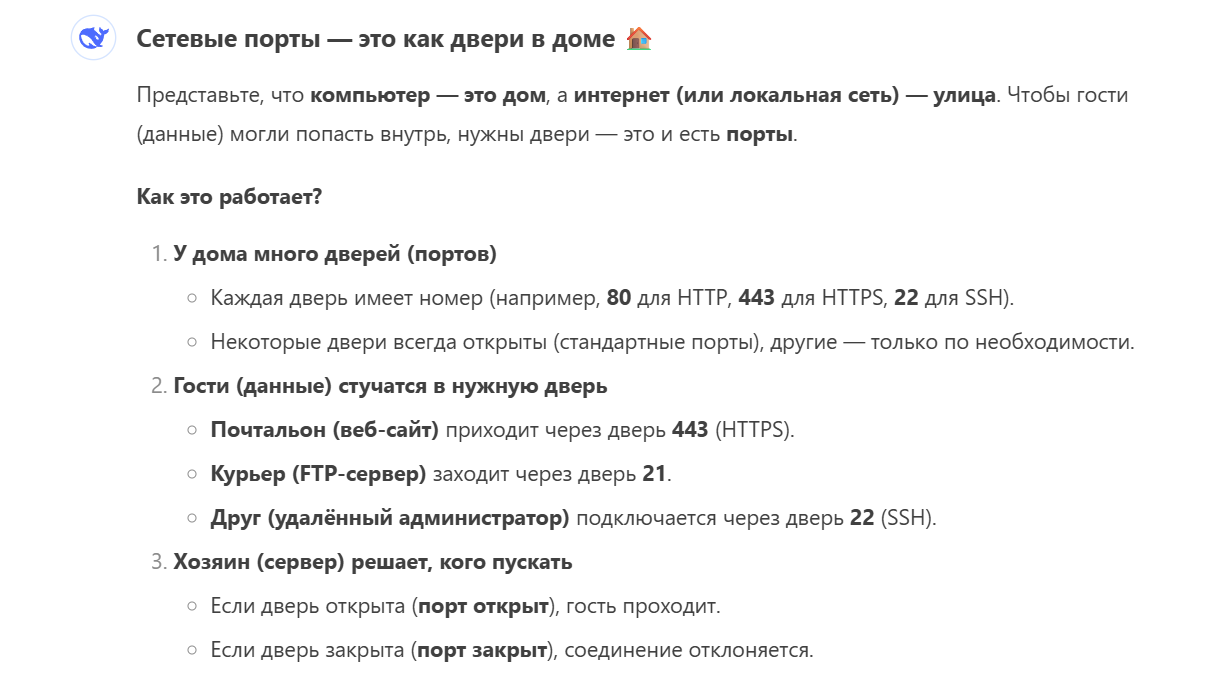 Сетевые порты — это как двери в доме 🏠
Представьте, что компьютер — это дом, а интернет (или локальная сеть) — улица. Чтобы гости
(данные) могли попасть внутрь, нужны двери — это и есть порты.
Как это работает?
1. У дома много дверей (портов)
○ Каждая дверь имеет номер (например, 80 для HTTP, 443 для HTTPS, 22 для SSH).
○ Некоторые двери всегда открыты (стандартные порты), другие — только по необходимости.
2. Гости (данные) стучатся в нужную дверь
○ Почтальон (веб-сайт) приходит через дверь 443 (HTTPS).
○ Курьер (FTP-сервер) заходит через дверь 21.
○ Друг (удалённый администратор) подключается через дверь 22 (SSH).
3. Хозяин (сервер) решает, кого пускать
○ Если дверь открыта (порт открыт), гость проходит.
○ Если дверь закрыта (порт закрыт), соединение отклоняется.